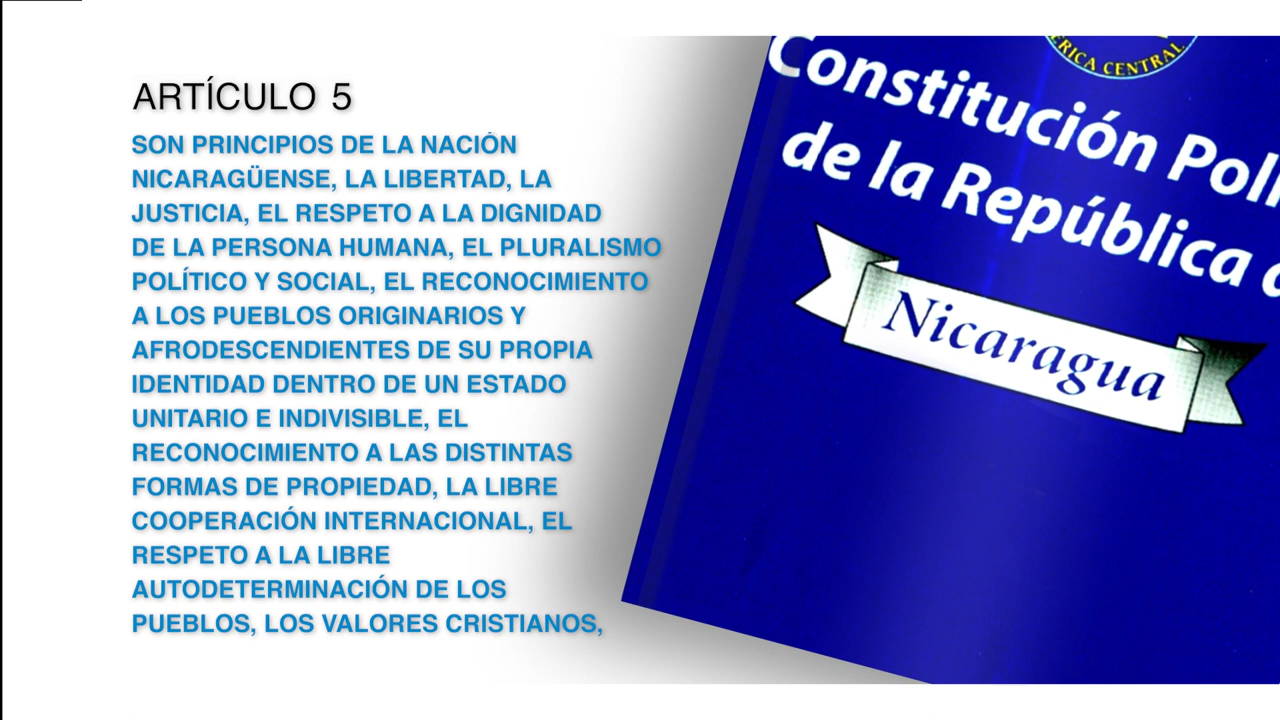 ARTÍCULO 5
SON PRINCIPIOS DE LA NACIÓN
NICARAGÜENSE, LA LIBERTAD, LA
JUSTICIA, EL RESPETO A LA DIGNIDAD
DE LA PERSONA HUMANA, EL PLURALISMO
POLÍTICO Y SOCIAL, EL RECONOCIMIENTO
A LOS PUEBLOS ORIGINARIOS Y
AFRODESCENDIENTES DE SU PROPIA
IDENTIDAD DENTRO DE UN ESTADO
UNITARIO E INDIVISIBLE, EL
RECONOCIMIENTO A LAS DISTINTAS
FORMAS DE PROPIEDAD, LA LIBRE
COOPERACIÓN INTERNACIONAL, EL
RESPETO A LA LIBRE
AUTODETERMINACIÓN DE LOS
PUEBLOS, LOS VALORES CRISTIANOS,
CENTRAL
Constitución
de la República
Nicaragua